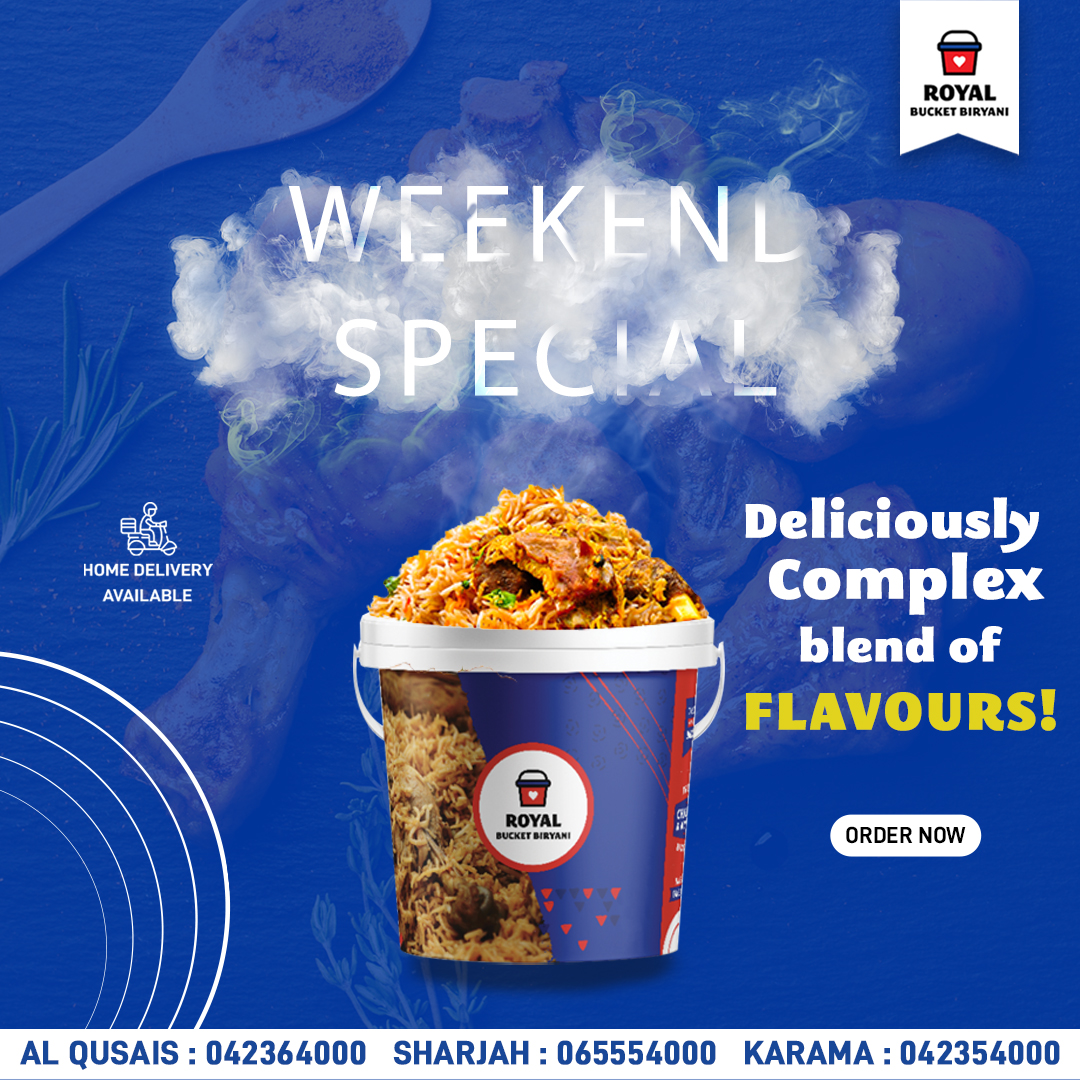 ROYAL
BUCKET BIRYANI
WEEKEND
SPECIAL
HOME DELIVERY
AVAILABLE
Deliciously
Complex
blend of
FLAVOURS!
ROYAL
BUCKET BIRYANI
ORDER NOW
AL QUSAIS : 042364000 SHARJAH : 065554000 KARAMA : 042354000